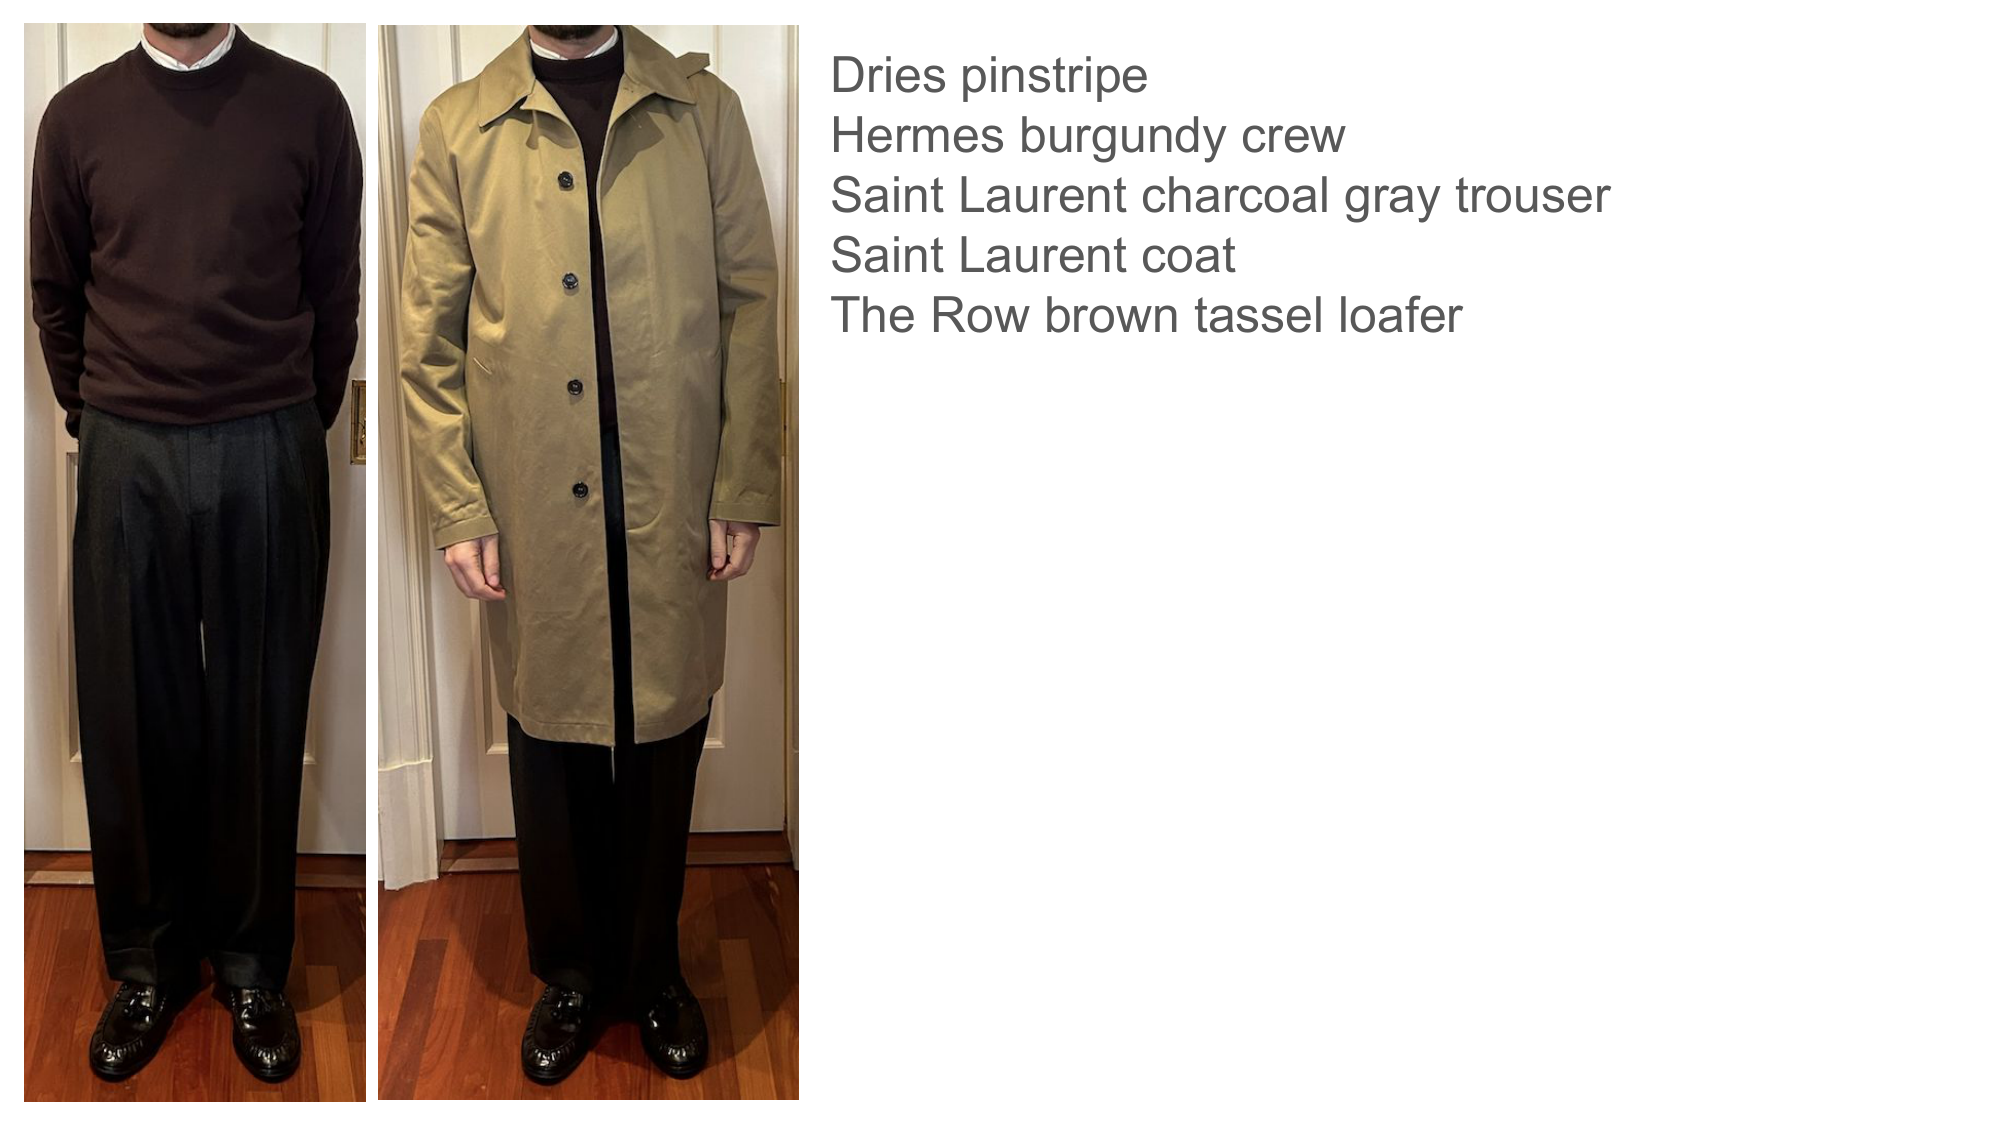 Dries pinstripe
Hermes burgundy crew
Saint Laurent charcoal gray trouser
Saint Laurent coat
The Row brown tassel loafer